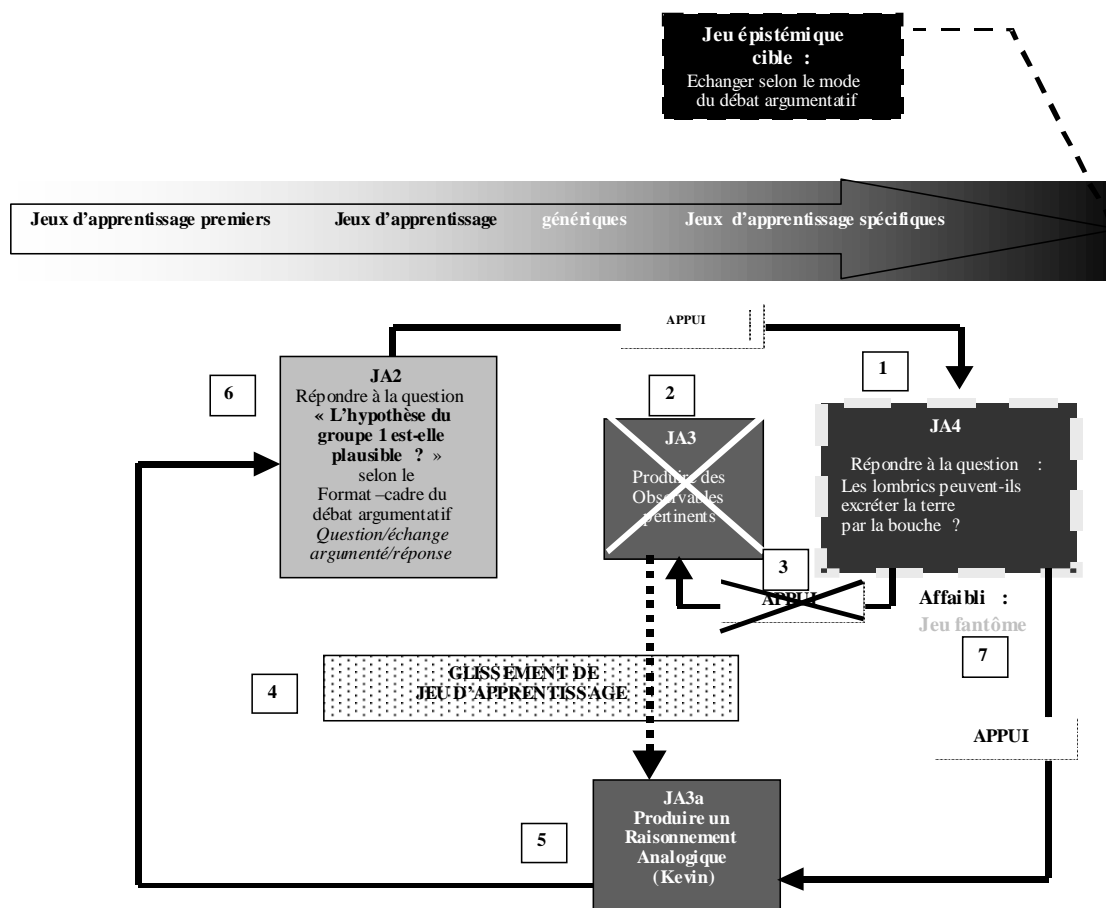 Jeu épistémique
cible :
Echanger selon le mode
du débat argumentatif
Jeux d’apprentissage premiers Jeux d’apprentissage génériques Jeux d’apprentissage spécifiques
APPUI
1
6
JA2
Répondre à la question
« L’hypothèse du
groupe 1 est-elle
plausible ? »
selon le
Format –cadre du
débat argumentatif
Question/échange
argumenté/réponse
2
JA3
Produire des
Observables
pertinents
JA4
Répondre à la question :
Les lombrics peuvent-ils
excréter la terre
par la bouche ?
3
APPUI
Affaibli :
Jeu fantôme
7
4
GLISSEMENT DE
JEU D’APPRENTISSAGE
APPUI
5
JA3a
Produire un
Raisonnement
Analogique
(Kevin)